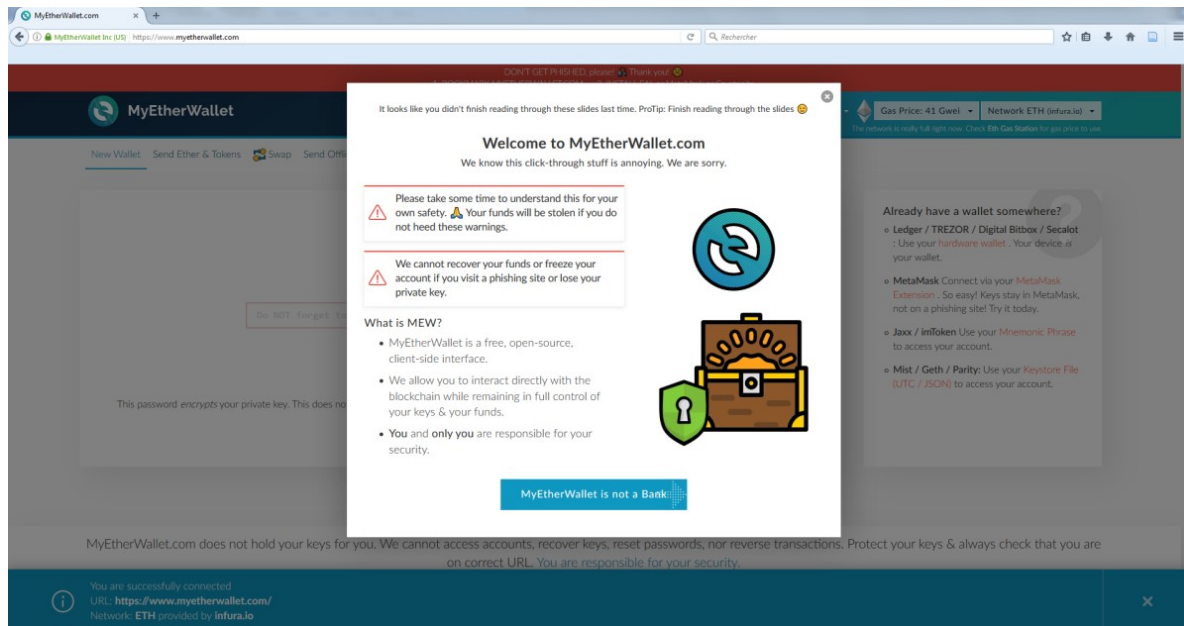 MyEtherWallet.com
MyEtherWallet Inc (US) https://www.myetherwallet.com
Rechercher
DON'T GET PHISHED, please! Thank you!
MyEtherWallet
Gas Price: 41 Gwei
Network ETH (infura.io)
The network is really full right now. Check Eth Gas Station for gas price to use.
New Wallet Send Ether & Tokens Swap Send Offli
It looks like you didn't finish reading through these slides last time. ProTip: Finish reading through the slides
Welcome to MyEtherWallet.com
We know this click-through stuff is annoying. We are sorry.
Please take some time to understand this for your
own safety. Your funds will be stolen if you do
not heed these warnings.
We cannot recover your funds or freeze your
account if you visit a phishing site or lose your
private key.
What is MEW?
• MyEtherWallet is a free, open-source,
client-side interface.
• We allow you to interact directly with the
blockchain while remaining in full control of
your keys & your funds.
• You and only you are responsible for your
security.
MyEtherWallet is not a Bank
Do NOT forget to
This password encrypts your private key. This does no
Already have a wallet somewhere?
Ledger / TREZOR / Digital Bitbox / Secalot
: Use your hardware wallet . Your device is
your wallet.
MetaMask Connect via your MetaMask
Extension . So easy! Keys stay in MetaMask,
not on a phishing site! Try it today.
Jaxx / imToken Use your Mnemonic Phrase
to access your account.
Mist / Geth / Parity: Use your Keystore File
(UTC / JSON) to access your account.
MyEtherWallet.com does not hold your keys for you. We cannot access accounts, recover keys, reset passwords, nor reverse transactions. Protect your keys & always check that you are
on correct URL. You are responsible for your security.
You are successfully connected
URL: https://www.myetherwallet.com/
Network: ETH provided by infura.io